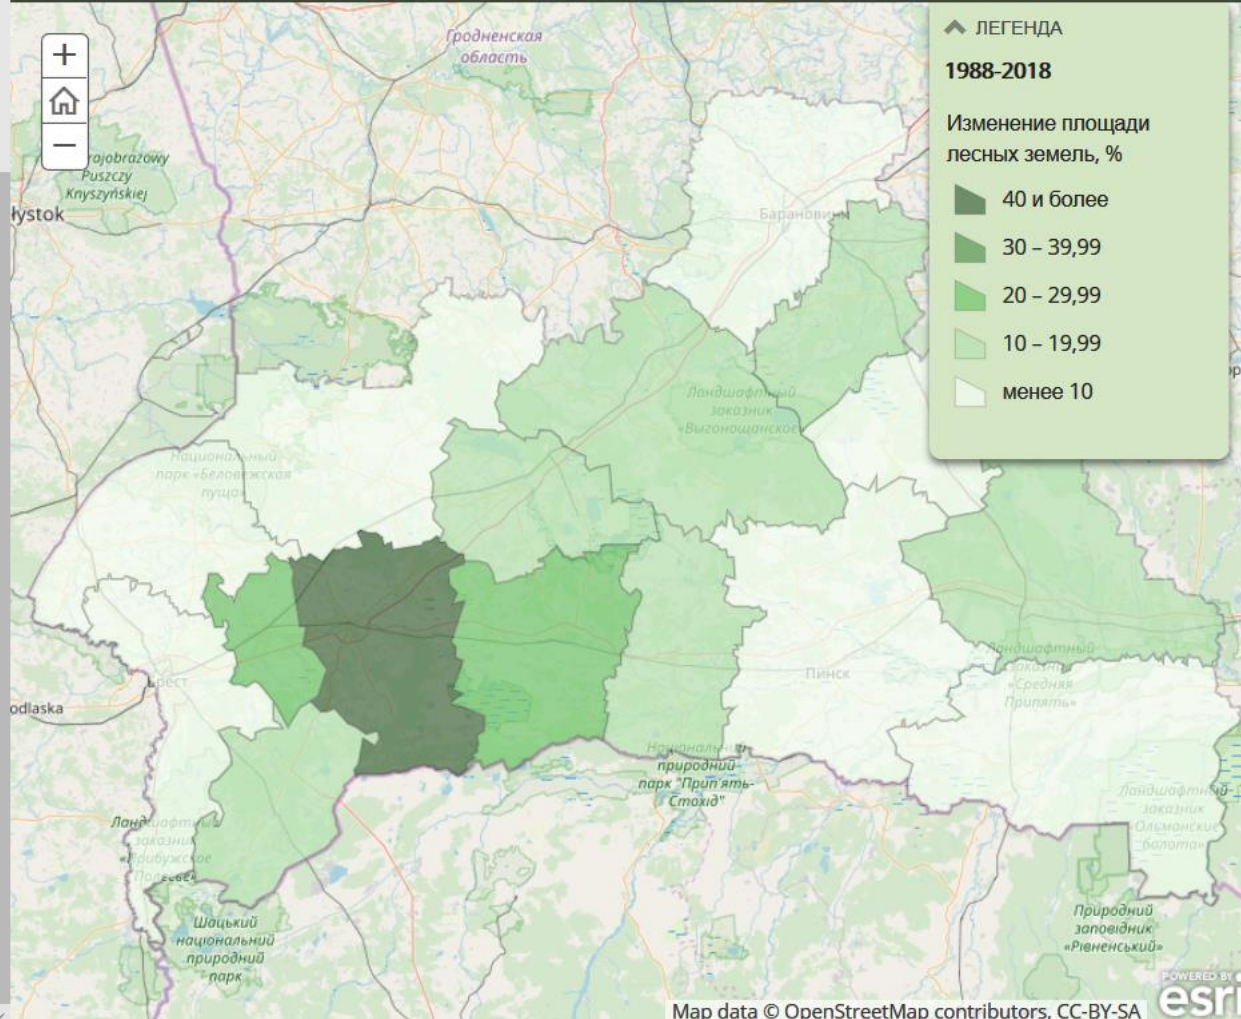 +
−
Гродненская
область
ЛЕГЕНДА
1988-2018
Изменение площади
лесных земель, %
40 и более
30 – 39,99
20 – 29,99
10 – 19,99
менее 10
rajobrazowy
Puszczy
Knyszyńskiej
łystok
Барановичи
Ландшафтный
заказник
«Выгонощанское»
Национальный
парк «Беловежская
пуща»
Брест
odlaska
Пинск
Ландшафтный
заказник
«Средняя
Припять»
Національний
природний
парк "Прип'ять-
Стохід"
Ландшафтный
заказник
«Ольманские
болота»
Ландшафтный
заказник
«Прибужское
Полесье»
Шацький
національний
природний
парк
Природний
заповідник
«Рівненський»
POWERED BY
esri
Map data © OpenStreetMap contributors, CC-BY-SA